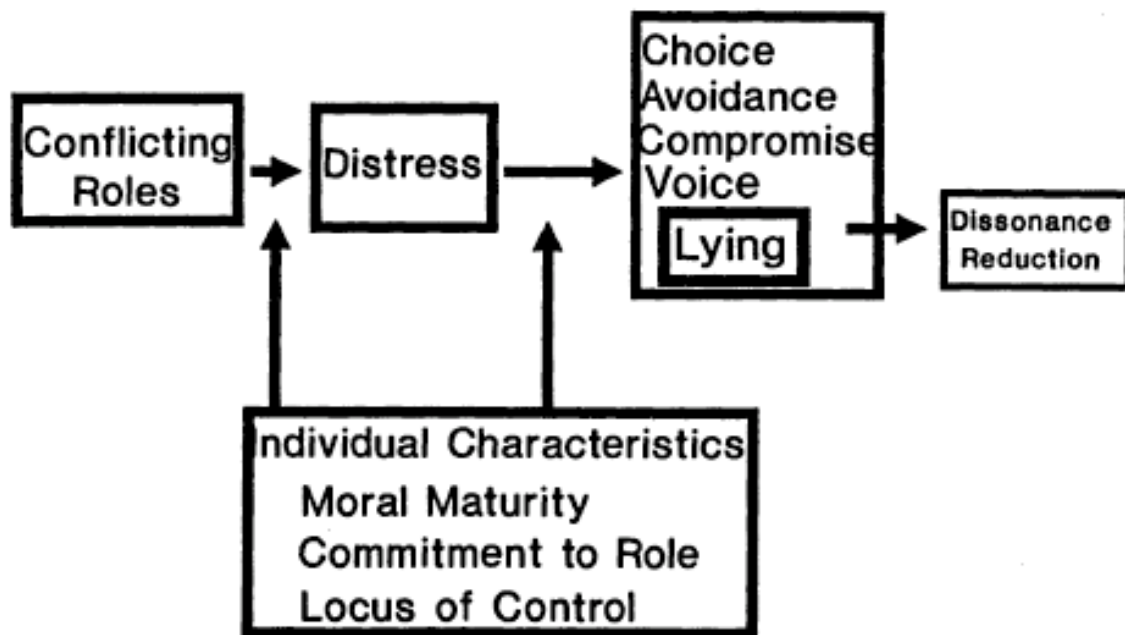 Conflicting
Roles
Distress
Choice
Avoidance
Compromise
Voice
Lying
Dissonance
Reduction
Individual Characteristics
Moral Maturity
Commitment to Role
Locus of Control